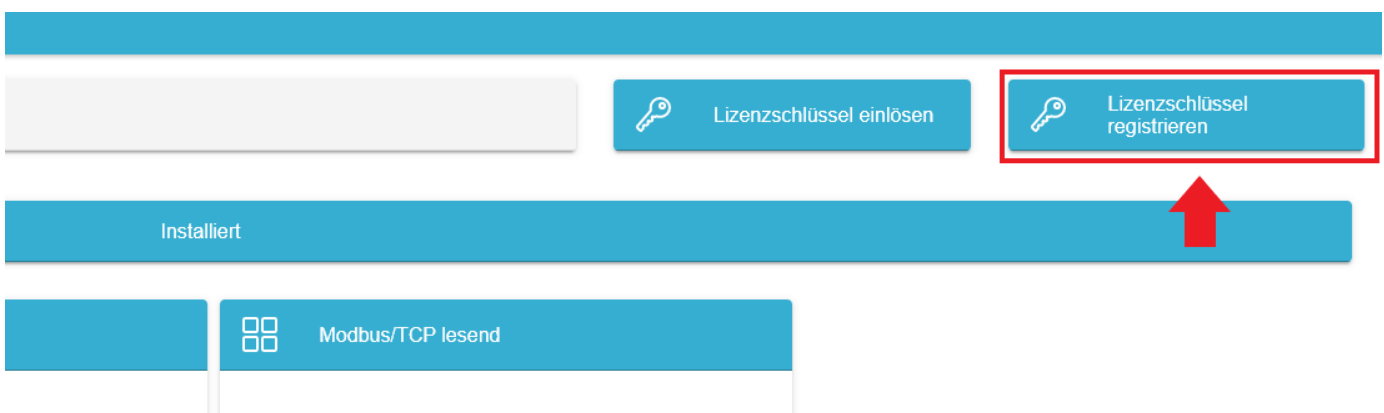 Lizenzschlüssel einlösen
Lizenzschlüssel
registrieren
Installiert
Modbus/TCP lesend